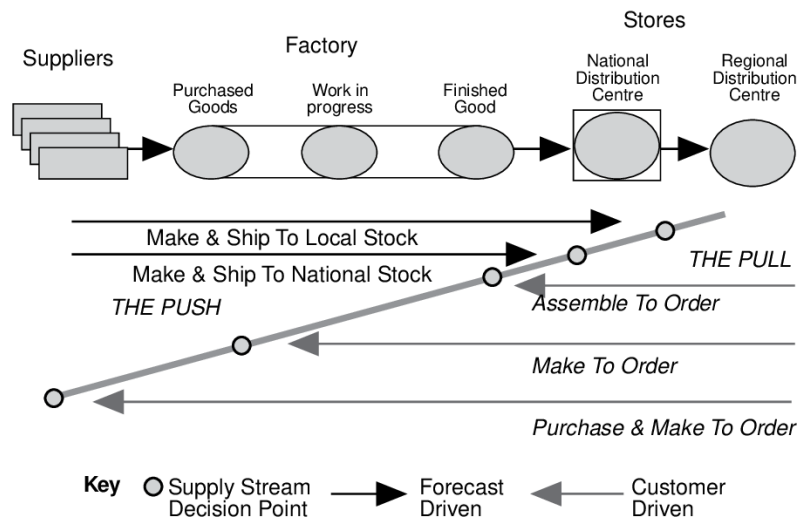 Stores
Factory
Suppliers
National
Distribution
Centre
Regional
Distribution
Centre
Purchased
Goods
Work in
progress
Finished
Good
Make & Ship To Local Stock
THE PULL
Make & Ship To National Stock
THE PUSH
Assemble To Order
Make To Order
Purchase & Make To Order
Key
Supply Stream
Decision Point
Forecast
Driven
Customer
Driven